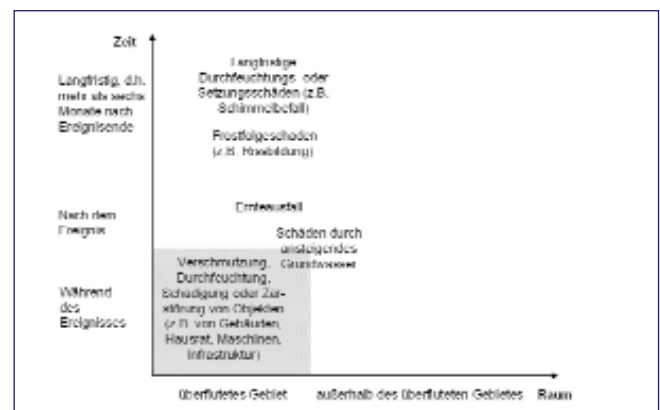 Zeit
Langfristig, d.h.
mehr als sechs
Monate nach
Ereignisende
Langfristige
Durchfeuchtungs- oder
Setzungsschäden (z.B.
Schimmelbefall)
Frostfolgeschäden
(z.B. Rissbildung)
Nach dem
Ereignis
Ernteausfall
Schäden durch
ansteigendes
Grundwasser
Während
des
Ereignisses
Verschmutzung,
Durchfeuchtung,
Schädigung oder Zer-
störung von Objekten
(z.B. von Gebäuden,
Hausrat, Maschinen,
Infrastruktur)
überflutetes Gebiet
außerhalb des überfluteten Gebietes
Raum